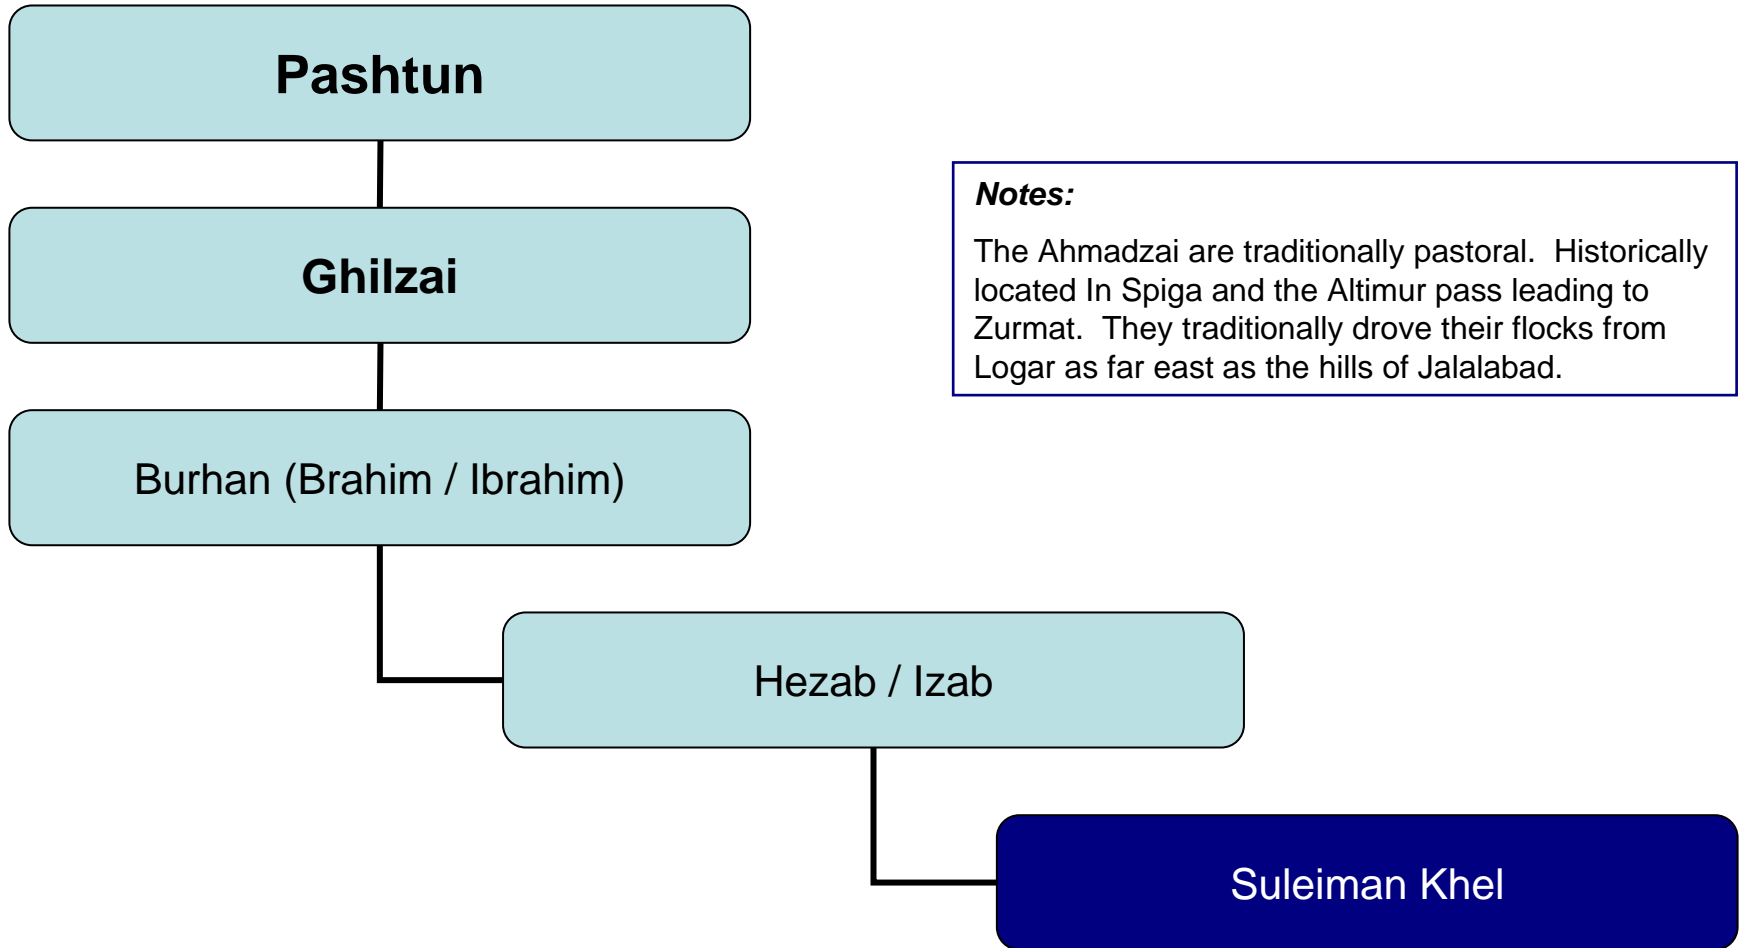 Pashtun
Ghilzai
Burhan (Brahim / Ibrahim)
Hezab / Izab
Suleiman Khel
Notes:
The Ahmadzai are traditionally pastoral.  Historically
located In Spiga and the Altimur pass leading to
Zurmat.  They traditionally drove their flocks from
Logar as far east as the hills of Jalalabad.